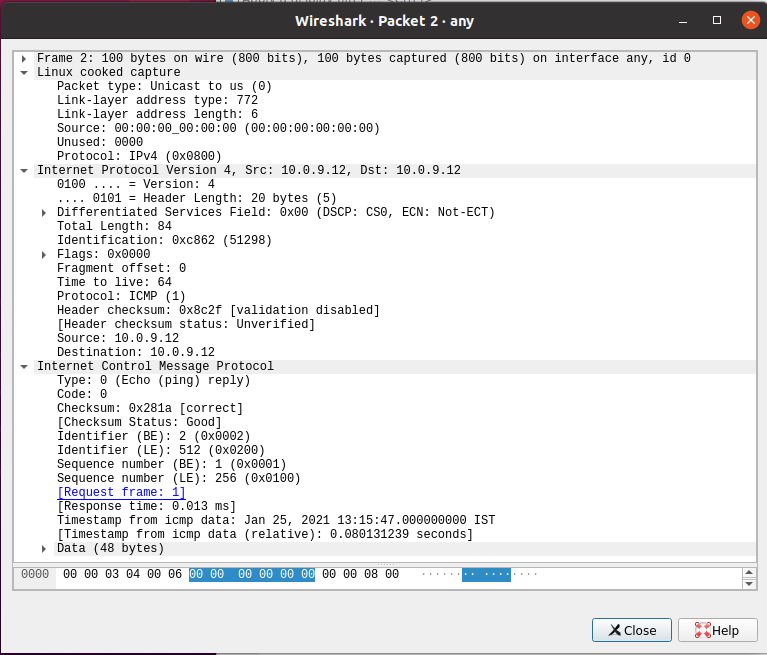 Wireshark · Packet 2 · any
Frame 2: 100 bytes on wire (800 bits), 100 bytes captured (800 bits) on interface any, id 0
Linux cooked capture
Packet type: Unicast to us (0)
Link-layer address type: 772
Link-layer address length: 6
Source: 00:00:00_00:00:00 (00:00:00:00:00:00)
Unused: 0000
Protocol: IPv4 (0x0800)
Internet Protocol Version 4, Src: 10.0.9.12, Dst: 10.0.9.12
0100 .... = Version: 4
.... 0101 = Header Length: 20 bytes (5)
Differentiated Services Field: 0x00 (DSCP: CS0, ECN: Not-ECT)
Total Length: 84
Identification: 0xc862 (51298)
Flags: 0x0000
Fragment offset: 0
Time to live: 64
Protocol: ICMP (1)
Header checksum: 0x8c2f [validation disabled]
[Header checksum status: Unverified]
Source: 10.0.9.12
Destination: 10.0.9.12
Internet Control Message Protocol
Type: 0 (Echo (ping) reply)
Code: 0
Checksum: 0x281a [correct]
[Checksum Status: Good]
Identifier (BE): 2 (0x0002)
Identifier (LE): 512 (0x0200)
Sequence number (BE): 1 (0x0001)
Sequence number (LE): 256 (0x0100)
[Request frame: 1]
[Response time: 0.013 ms]
Timestamp from icmp data: Jan 25, 2021 13:15:47.000000000 IST
[Timestamp from icmp data (relative): 0.080131239 seconds]
Data (48 bytes)
0000 00 00 03 04 00 06 00 00 00 00 00 00 00 00 08 00 ········ ········
Close Help